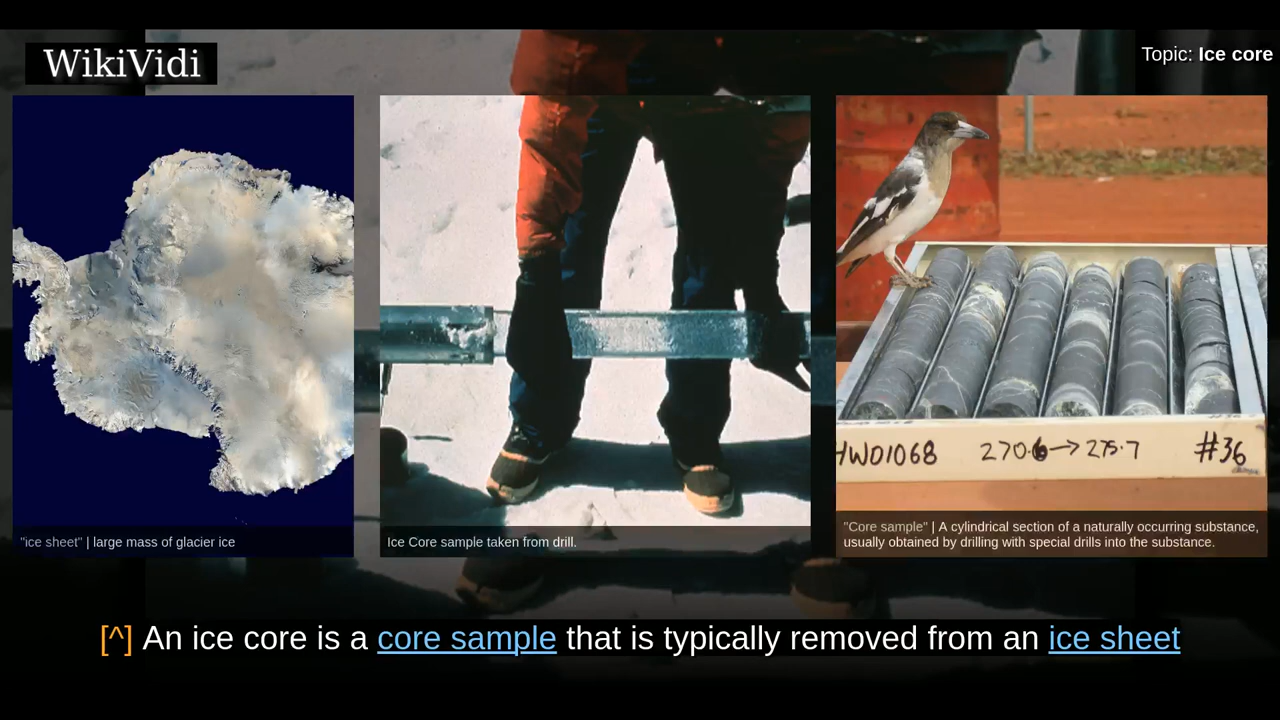 WikiVidi
Topic: Ice core
HWD1068 270.6→275.7 #36
"ice sheet" | large mass of glacier ice
Ice Core sample taken from drill.
"Core sample" | A cylindrical section of a naturally occurring substance,
usually obtained by drilling with special drills into the substance.
[^] An ice core is a core sample that is typically removed from an ice sheet